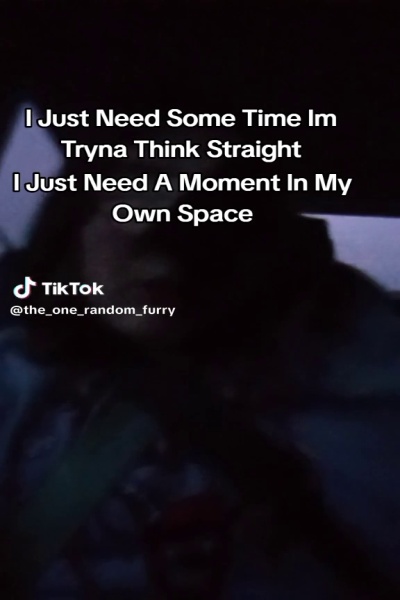 I Just Need Some Time Im
Tryna Think Straight
I Just Need A Moment In My
Own Space
TikTok
@the_one_random_furry